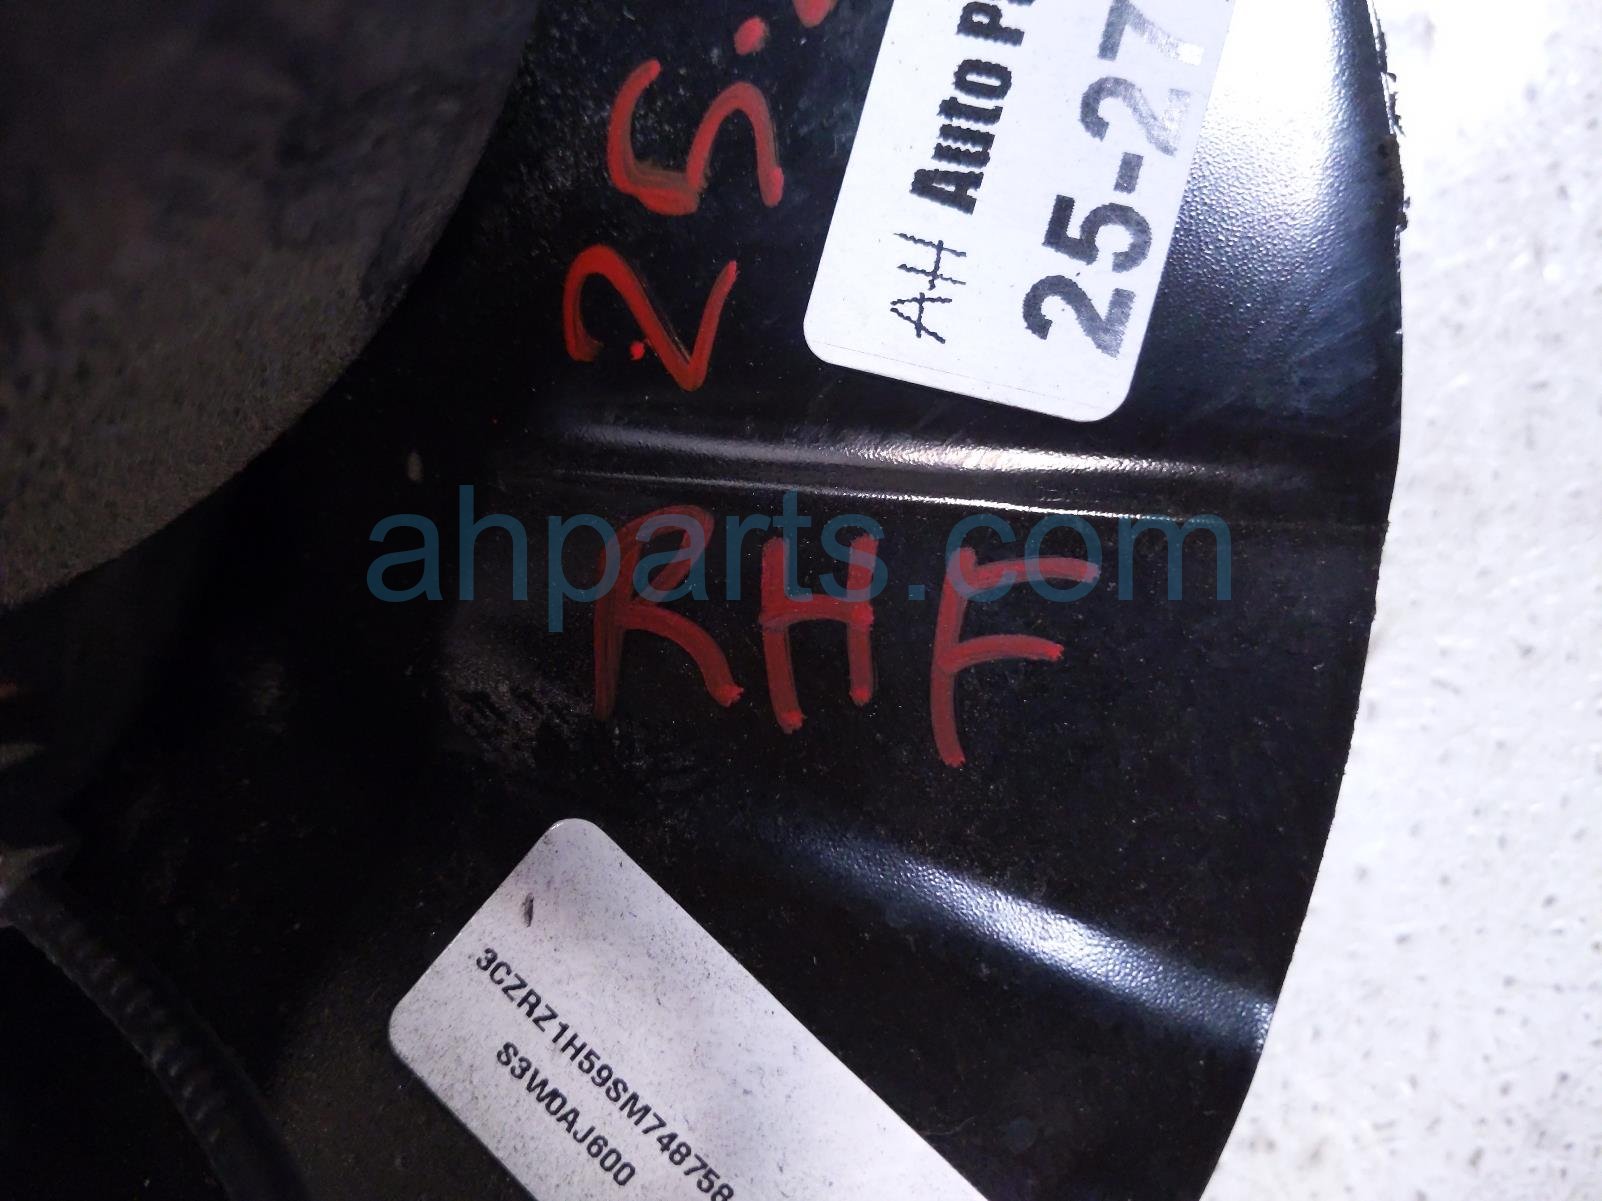 25.
AH Auto
25-27
ahparts.com
RHF
3CZRZ1H59SM748758
S3W0AJ600